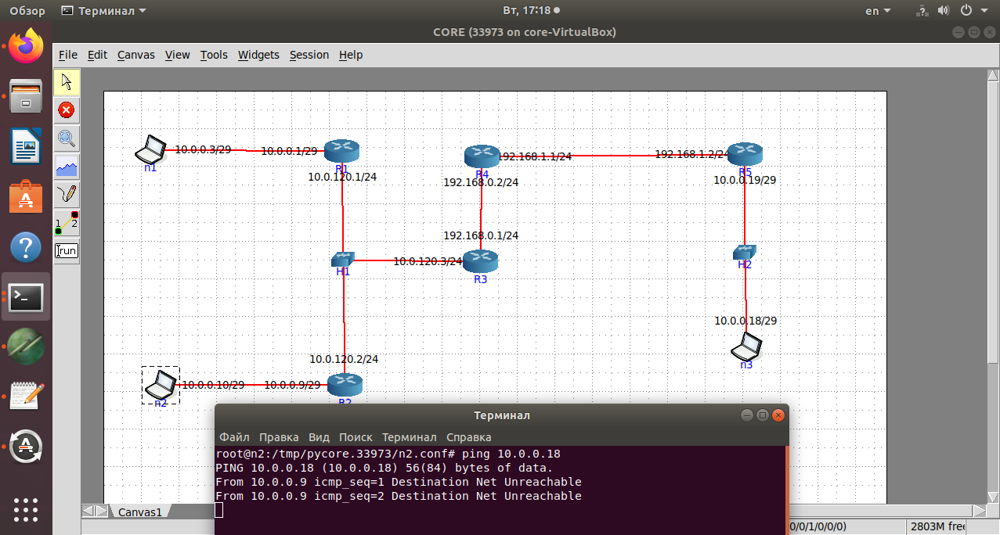 Обзор Терминал Вт, 17:18 en
CORE (33973 on core-VirtualBox)
File Edit Canvas View Tools Widgets Session Help
10.0.0.3/29 10.0.0.1/29 192.168.1.1/24 192.168.1.2/24
n1 R1 R4 R5
10.0.120.1/24 192.168.0.2/24 10.0.0.19/29
1 2
192.168.0.1/24
run
10.0.120.3/24
H1 R3 H2
10.0.0.18/29
10.0.120.2/24
n3
10.0.0.10/29 10.0.0.9/29
n2 R2
Терминал
Файл Правка Вид Поиск Терминал Справка
root@n2:/tmp/pycore.33973/n2.conf# ping 10.0.0.18
PING 10.0.0.18 (10.0.0.18) 56(84) bytes of data.
From 10.0.0.9 icmp_seq=1 Destination Net Unreachable
From 10.0.0.9 icmp_seq=2 Destination Net Unreachable
Canvas1
0/0/1/0/0/0) 2803M free